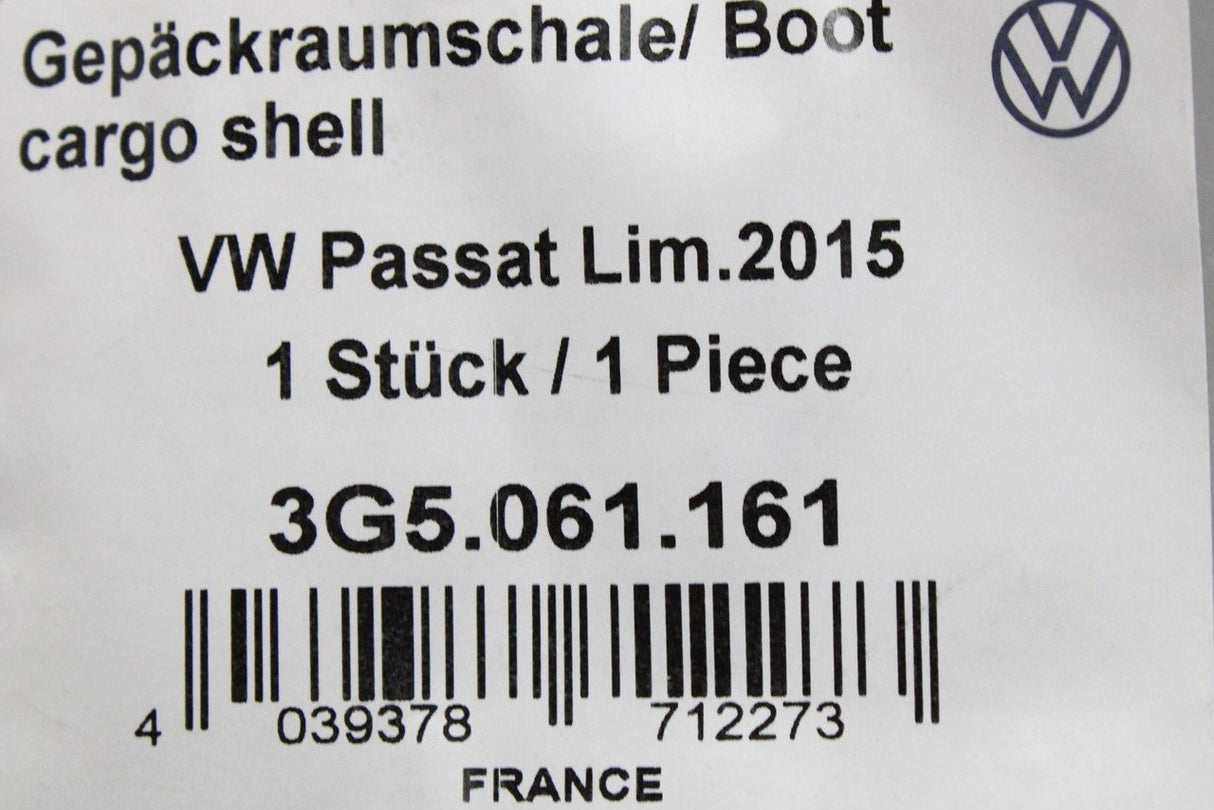 Gepäckraumschale/ Boot
cargo shell
VW Passat Lim.2015
1 Stück / 1 Piece
3G5.061.161
4 039378 712273
FRANCE